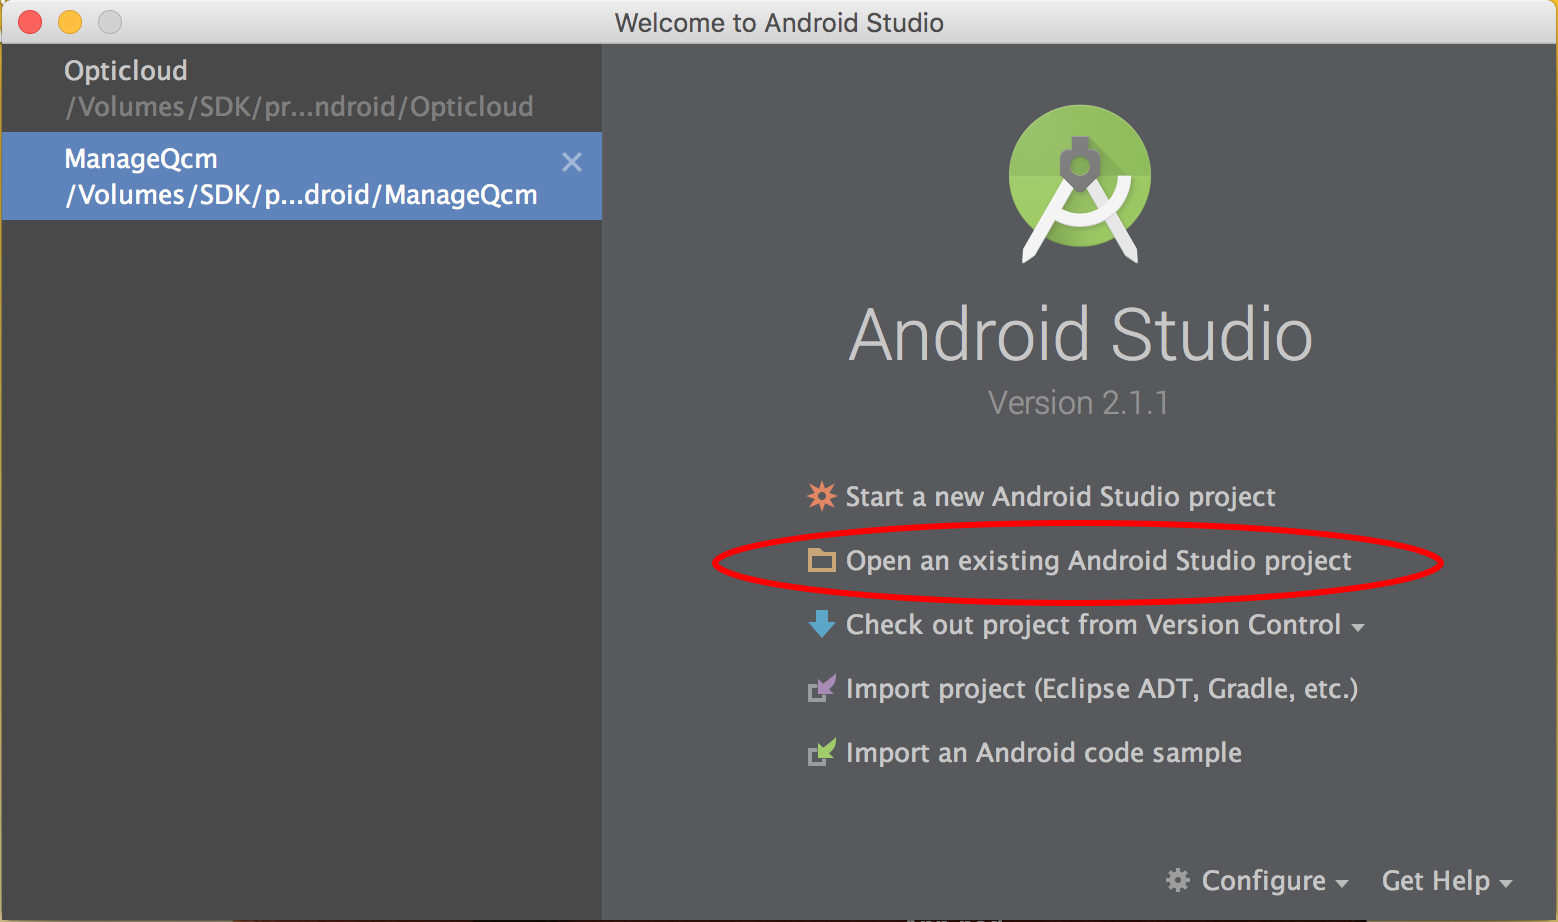 Welcome to Android Studio
Opticloud
/Volumes/SDK/pr...ndroid/Opticloud
ManageQcm
/Volumes/SDK/p...droid/ManageQcm
Android Studio
Version 2.1.1
Start a new Android Studio project
Open an existing Android Studio project
Check out project from Version Control
Import project (Eclipse ADT, Gradle, etc.)
Import an Android code sample
Configure
Get Help